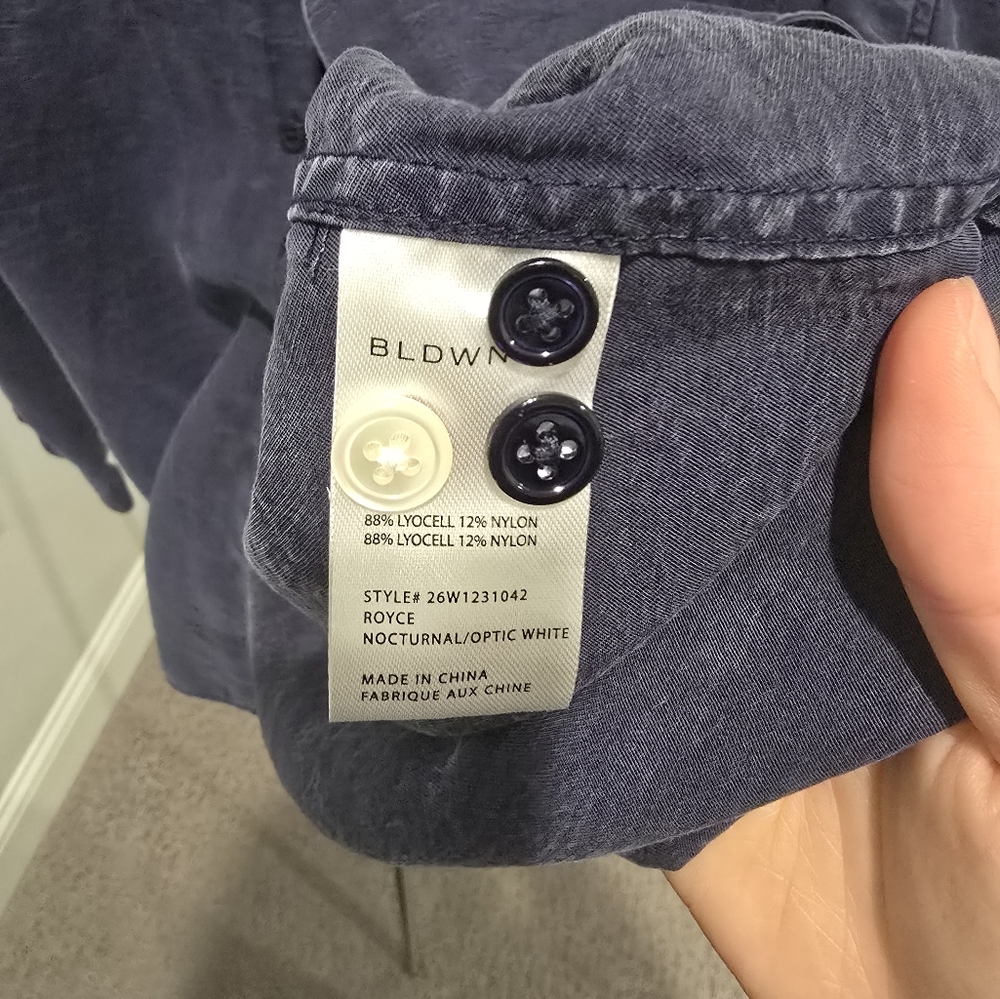 BLDWN
88% LYOCELL 12% NYLON
88% LYOCELL 12% NYLON
STYLE# 26W1231042
ROYCE
NOCTURNAL/OPTIC WHITE
MADE IN CHINA
FABRIQUE AUX CHINE